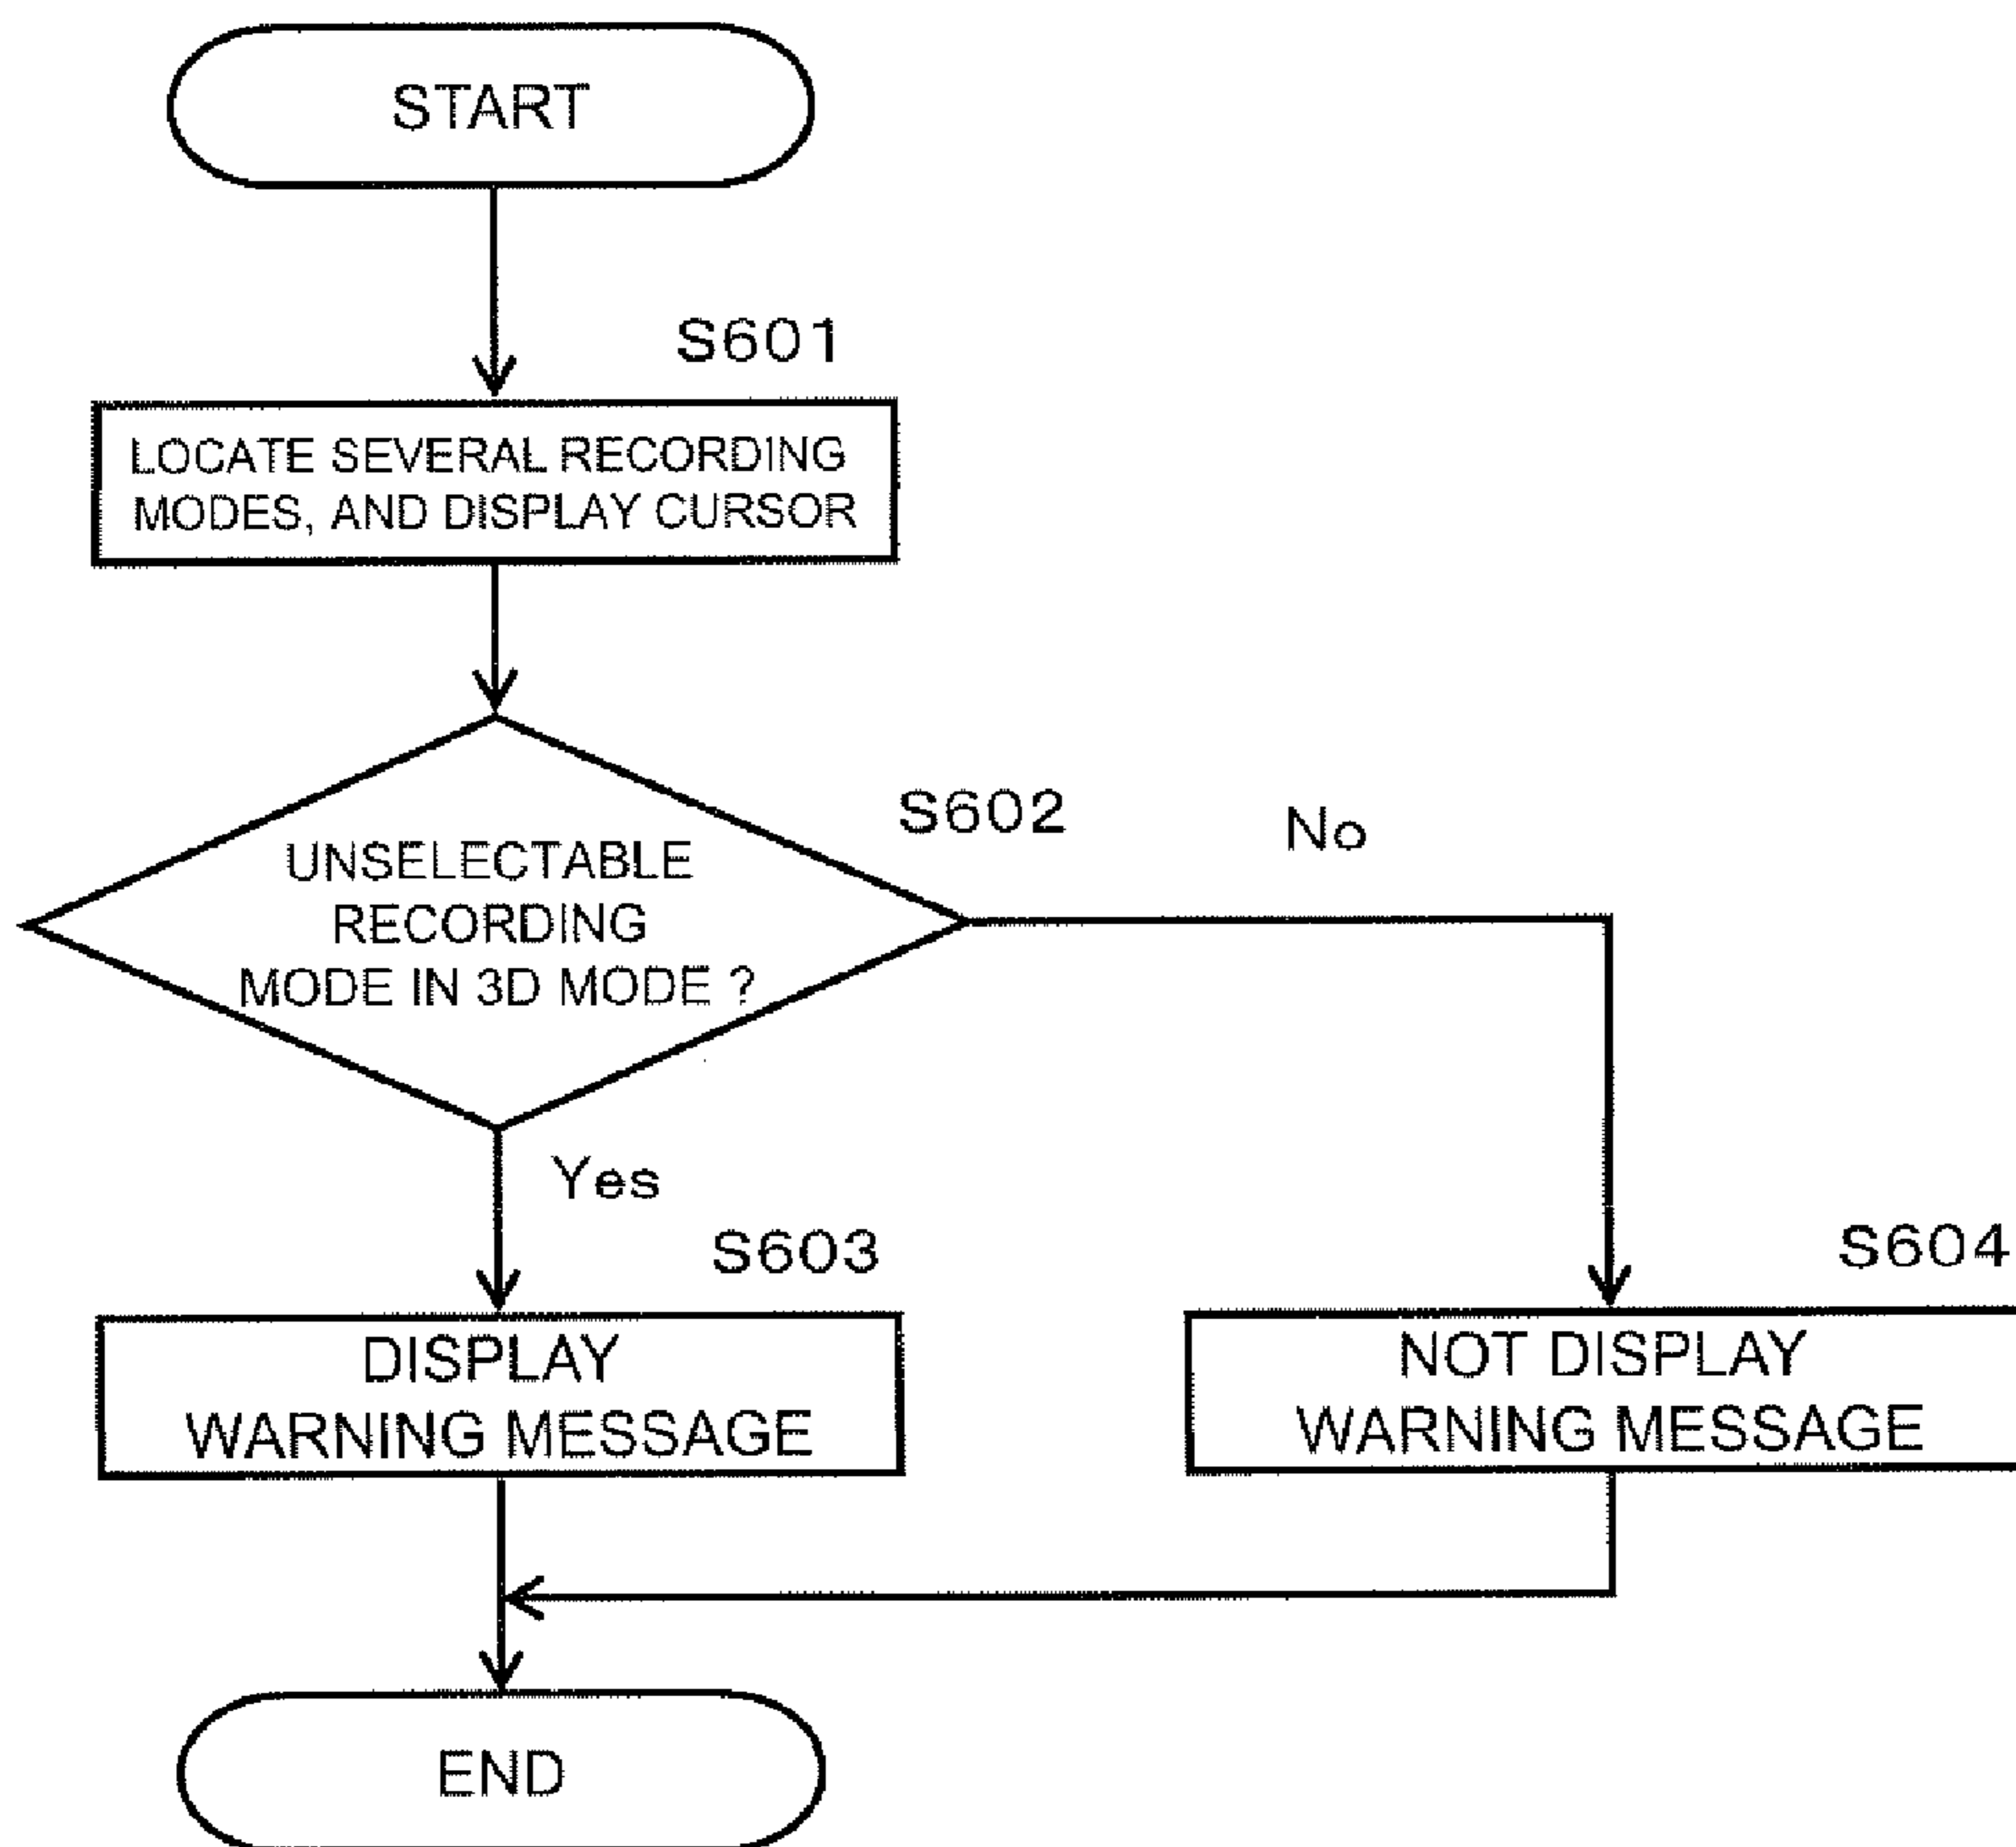 START
S601
LOCATE SEVERAL RECORDING
MODES, AND DISPLAY CURSOR
S602
No
UNSELECTABLE
RECORDING
MODE IN 3D MODE ?
Yes
S603
S604
DISPLAY
WARNING MESSAGE
NOT DISPLAY
WARNING MESSAGE
END